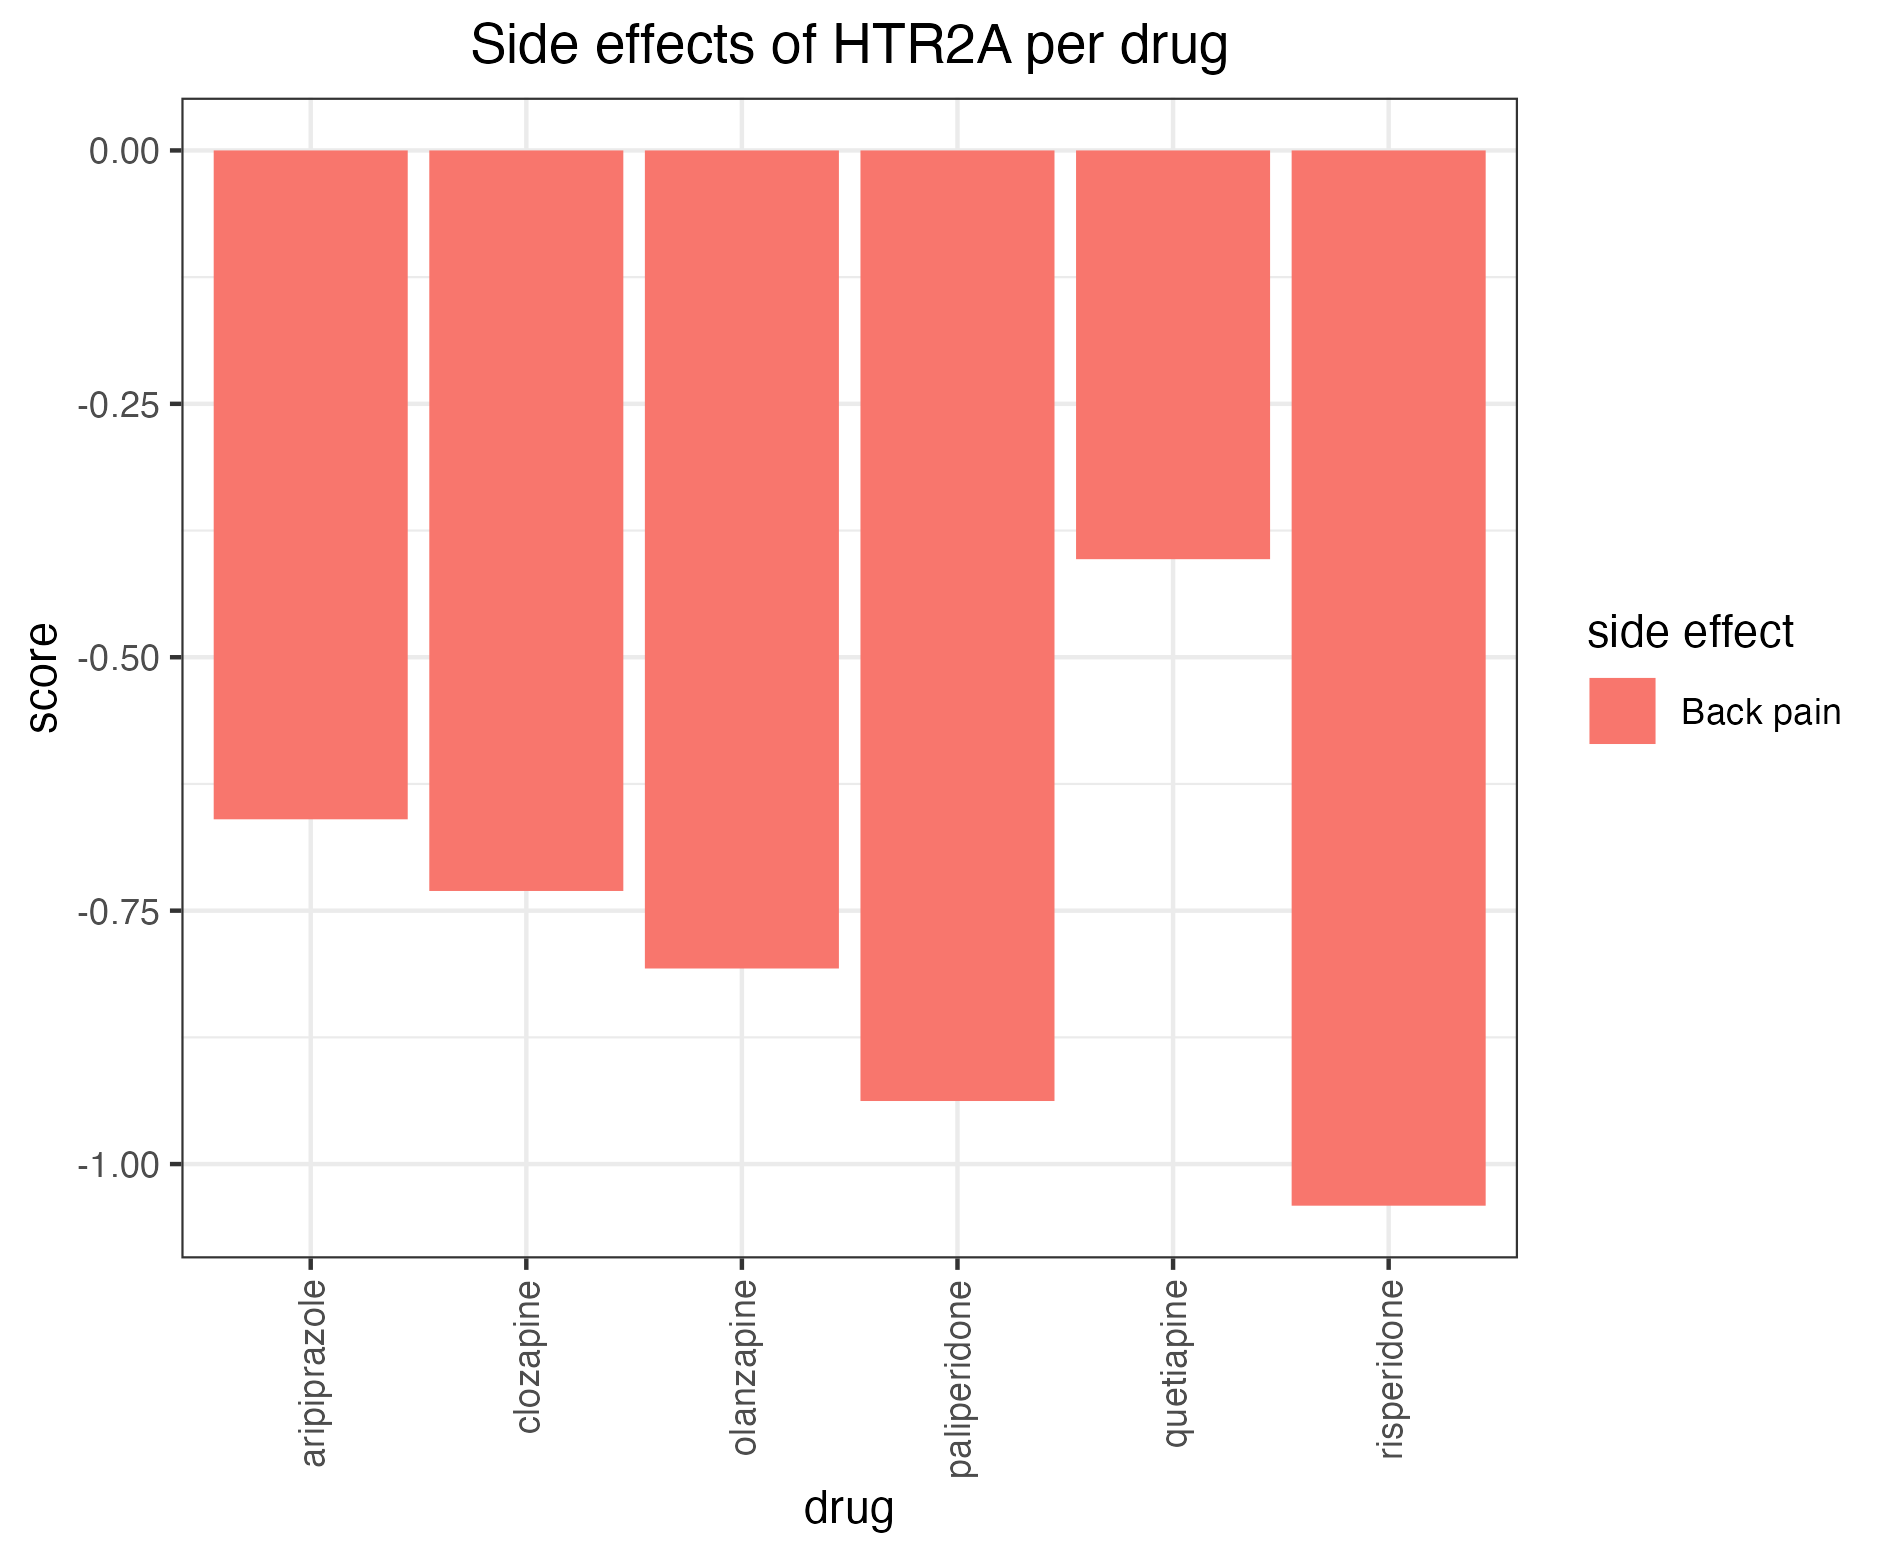 Side effects of HTR2A per drug
0.00
-0.25
-0.50
-0.75
-1.00
score
aripiprazole
clozapine
olanzapine
paliperidone
quetiapine
risperidone
drug
side effect
Back pain